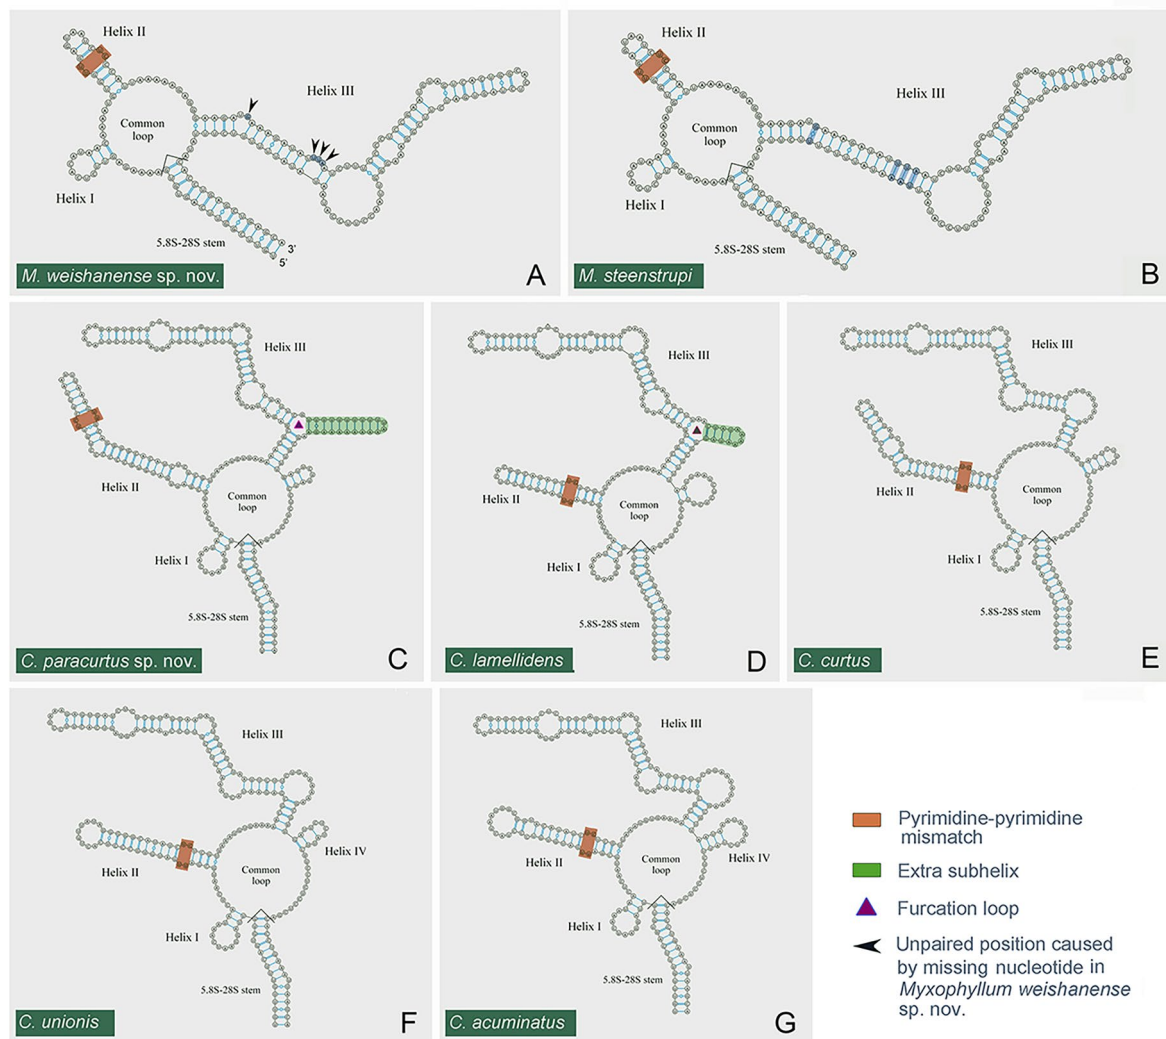 Helix II
Helix III
Common
loop
Helix I
5.8S-28S stem
3'
5'
M. weishanense sp. nov.
A
Helix II
Helix III
Common
loop
Helix I
5.8S-28S stem
M. steenstrupi
B
Helix III
Helix II
Common
loop
Helix I
5.8S-28S stem
C. paracurtus sp. nov.
C
Helix III
Helix II
Common
loop
Helix I
5.8S-28S stem
C. lamellidens
D
Helix III
Helix II
Common
loop
Helix I
5.8S-28S stem
C. curtus
E
Helix III
Helix IV
Helix II
Common
loop
Helix I
5.8S-28S stem
C. unionis
F
Helix III
Helix II
Common
loop
Helix IV
Helix I
5.8S-28S stem
C. acuminatus
G
Pyrimidine-pyrimidine
mismatch
Extra subhelix
Furcation loop
Unpaired position caused
by missing nucleotide in
Myxophyllum weishanense
sp. nov.